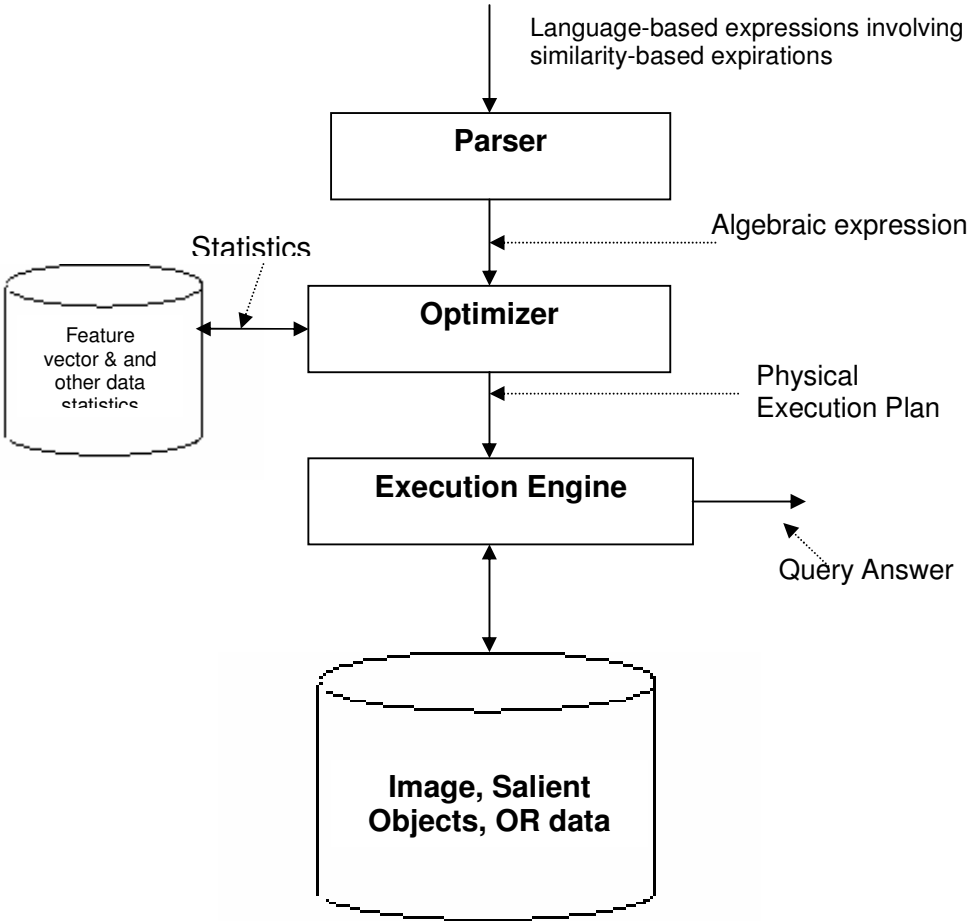 Language-based expressions involving
similarity-based expirations
Parser
Algebraic expression
Statistics
Optimizer
Feature
vector & and
other data
statistics
Physical
Execution Plan
Execution Engine
Query Answer
Image, Salient
Objects, OR data